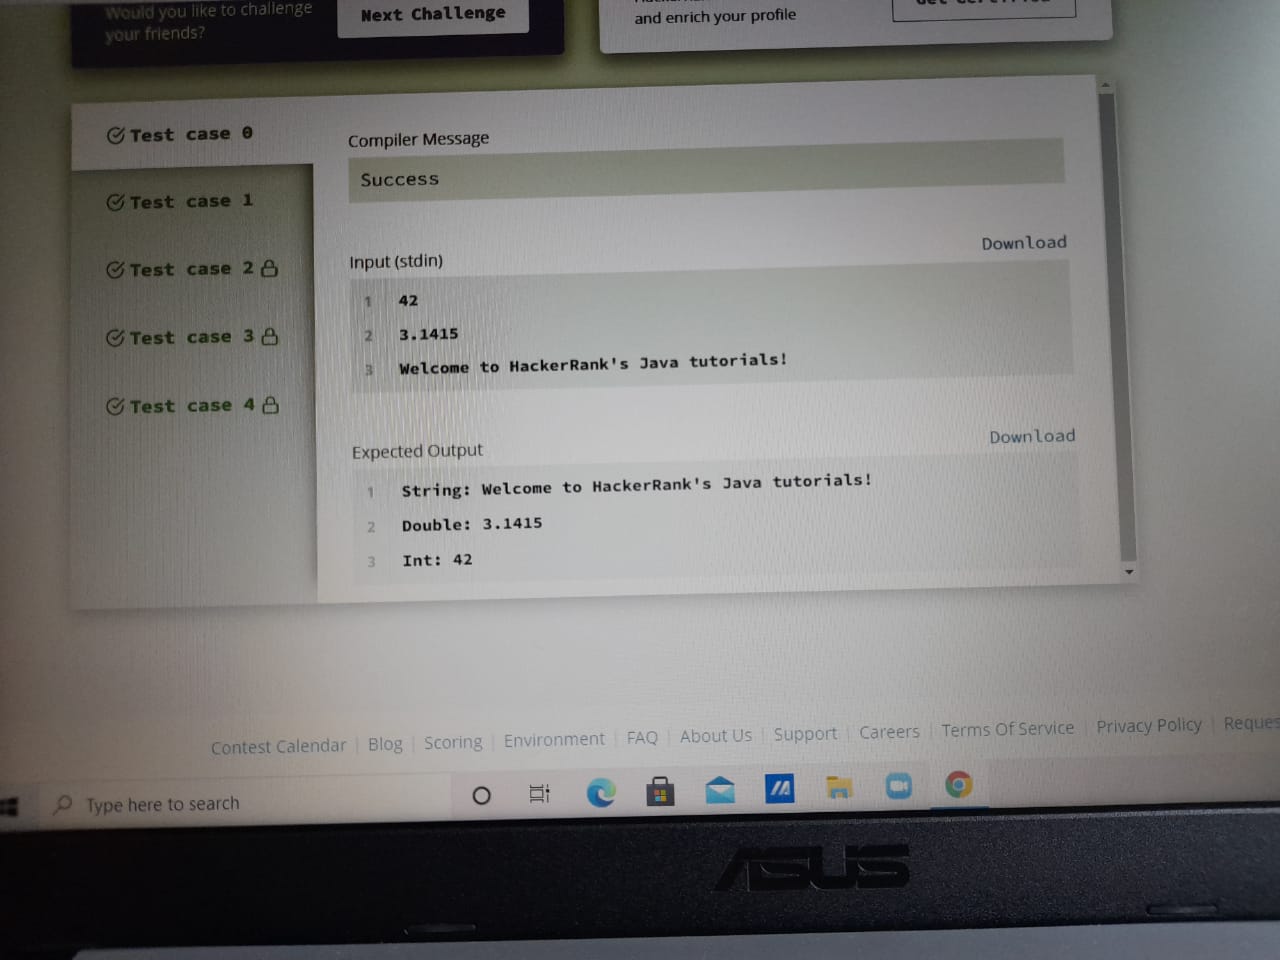 Would you like to challenge
your friends?
Next Challenge
and enrich your profile
Test case 0
Test case 1
Test case 2
Test case 3
Test case 4
Compiler Message
Success
Input (stdin)
Download
1 42
2 3.1415
3 Welcome to HackerRank's Java tutorials!
Expected Output
Download
1 String: Welcome to HackerRank's Java tutorials!
2 Double: 3.1415
3 Int: 42
Contest Calendar | Blog | Scoring | Environment | FAQ | About Us | Support | Careers | Terms Of Service | Privacy Policy | Reques
Type here to search
ASUS